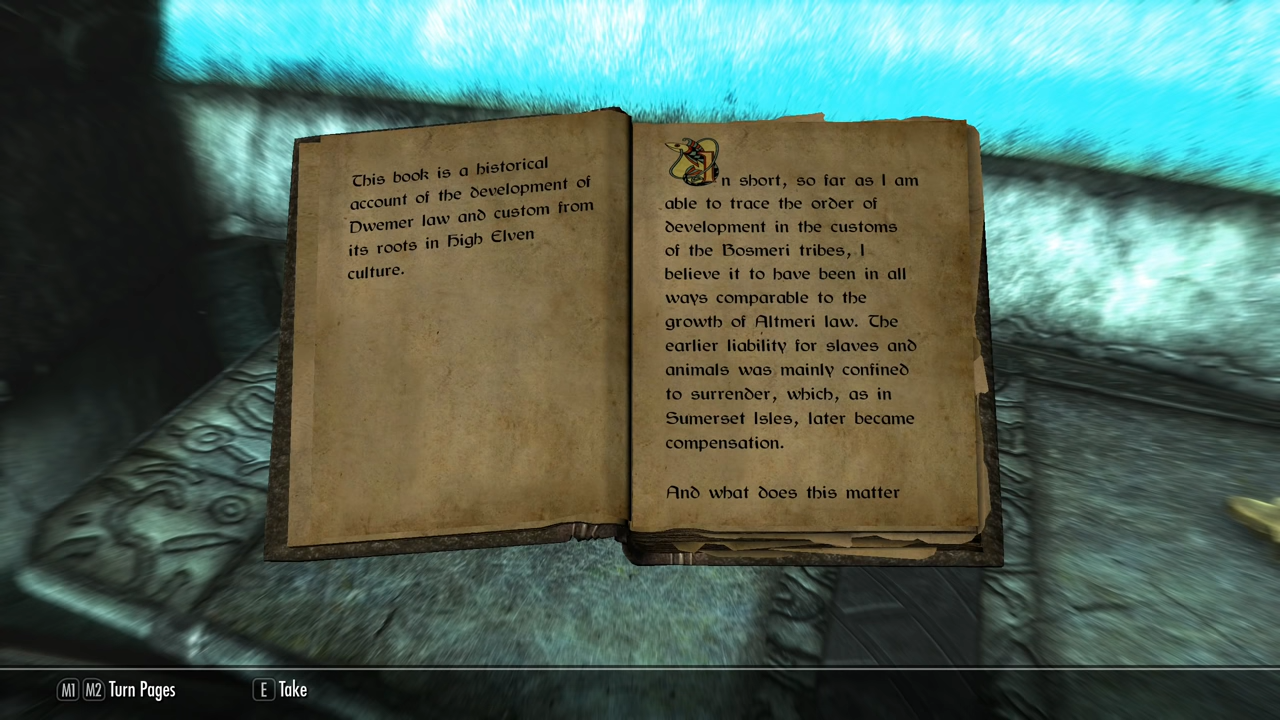 This book is a historical
account of the development of
Dwemer law and custom from
its roots in High Elven
culture.
In short, so far as I am
able to trace the order of
development in the customs
of the Bosmeri tribes, I
believe it to have been in all
ways comparable to the
growth of Altmeri law. The
earlier liability for slaves and
animals was mainly confined
to surrender, which, as in
Sumerset Isles, later became
compensation.
And what does this matter
M1 M2 Turn Pages
E Take